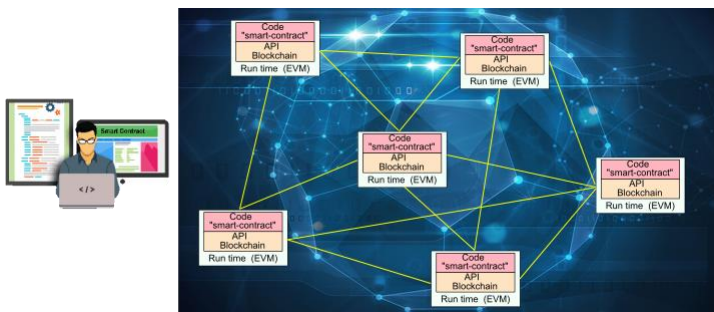 Code
"smart-contract"
API
Blockchain
Run time (EVM)
Code
"smart-contract"
API
Blockchain
Run time (EVM)
Smart Contract
</>
Code
"smart-contract"
API
Blockchain
Run time (EVM)
Code
"smart-contract"
API
Blockchain
Run time (EVM)
Code
"smart-contract"
API
Blockchain
Run time (EVM)
Code
"smart-contract"
API
Blockchain
Run time (EVM)